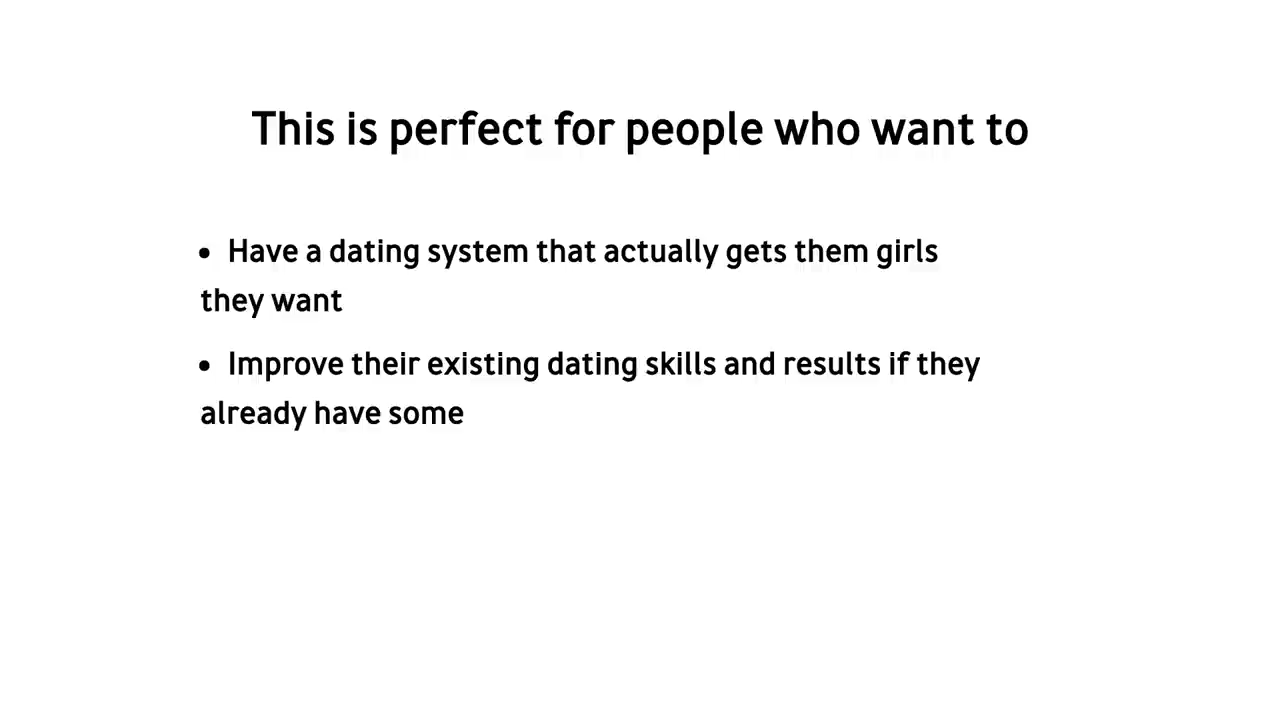 This is perfect for people who want to
• Have a dating system that actually gets them girls
they want
• Improve their existing dating skills and results if they
already have some